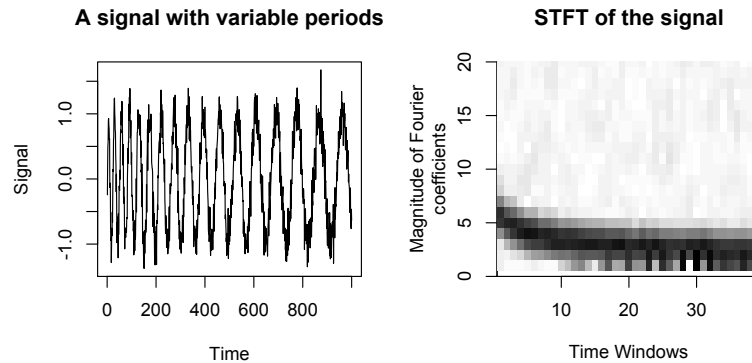 A signal with variable periods
Signal
1.0
0.0
-1.0
0
200
400
600
800
Time
STFT of the signal
Magnitude of Fourier
coefficients
20
15
10
5
0
10
20
30
Time Windows